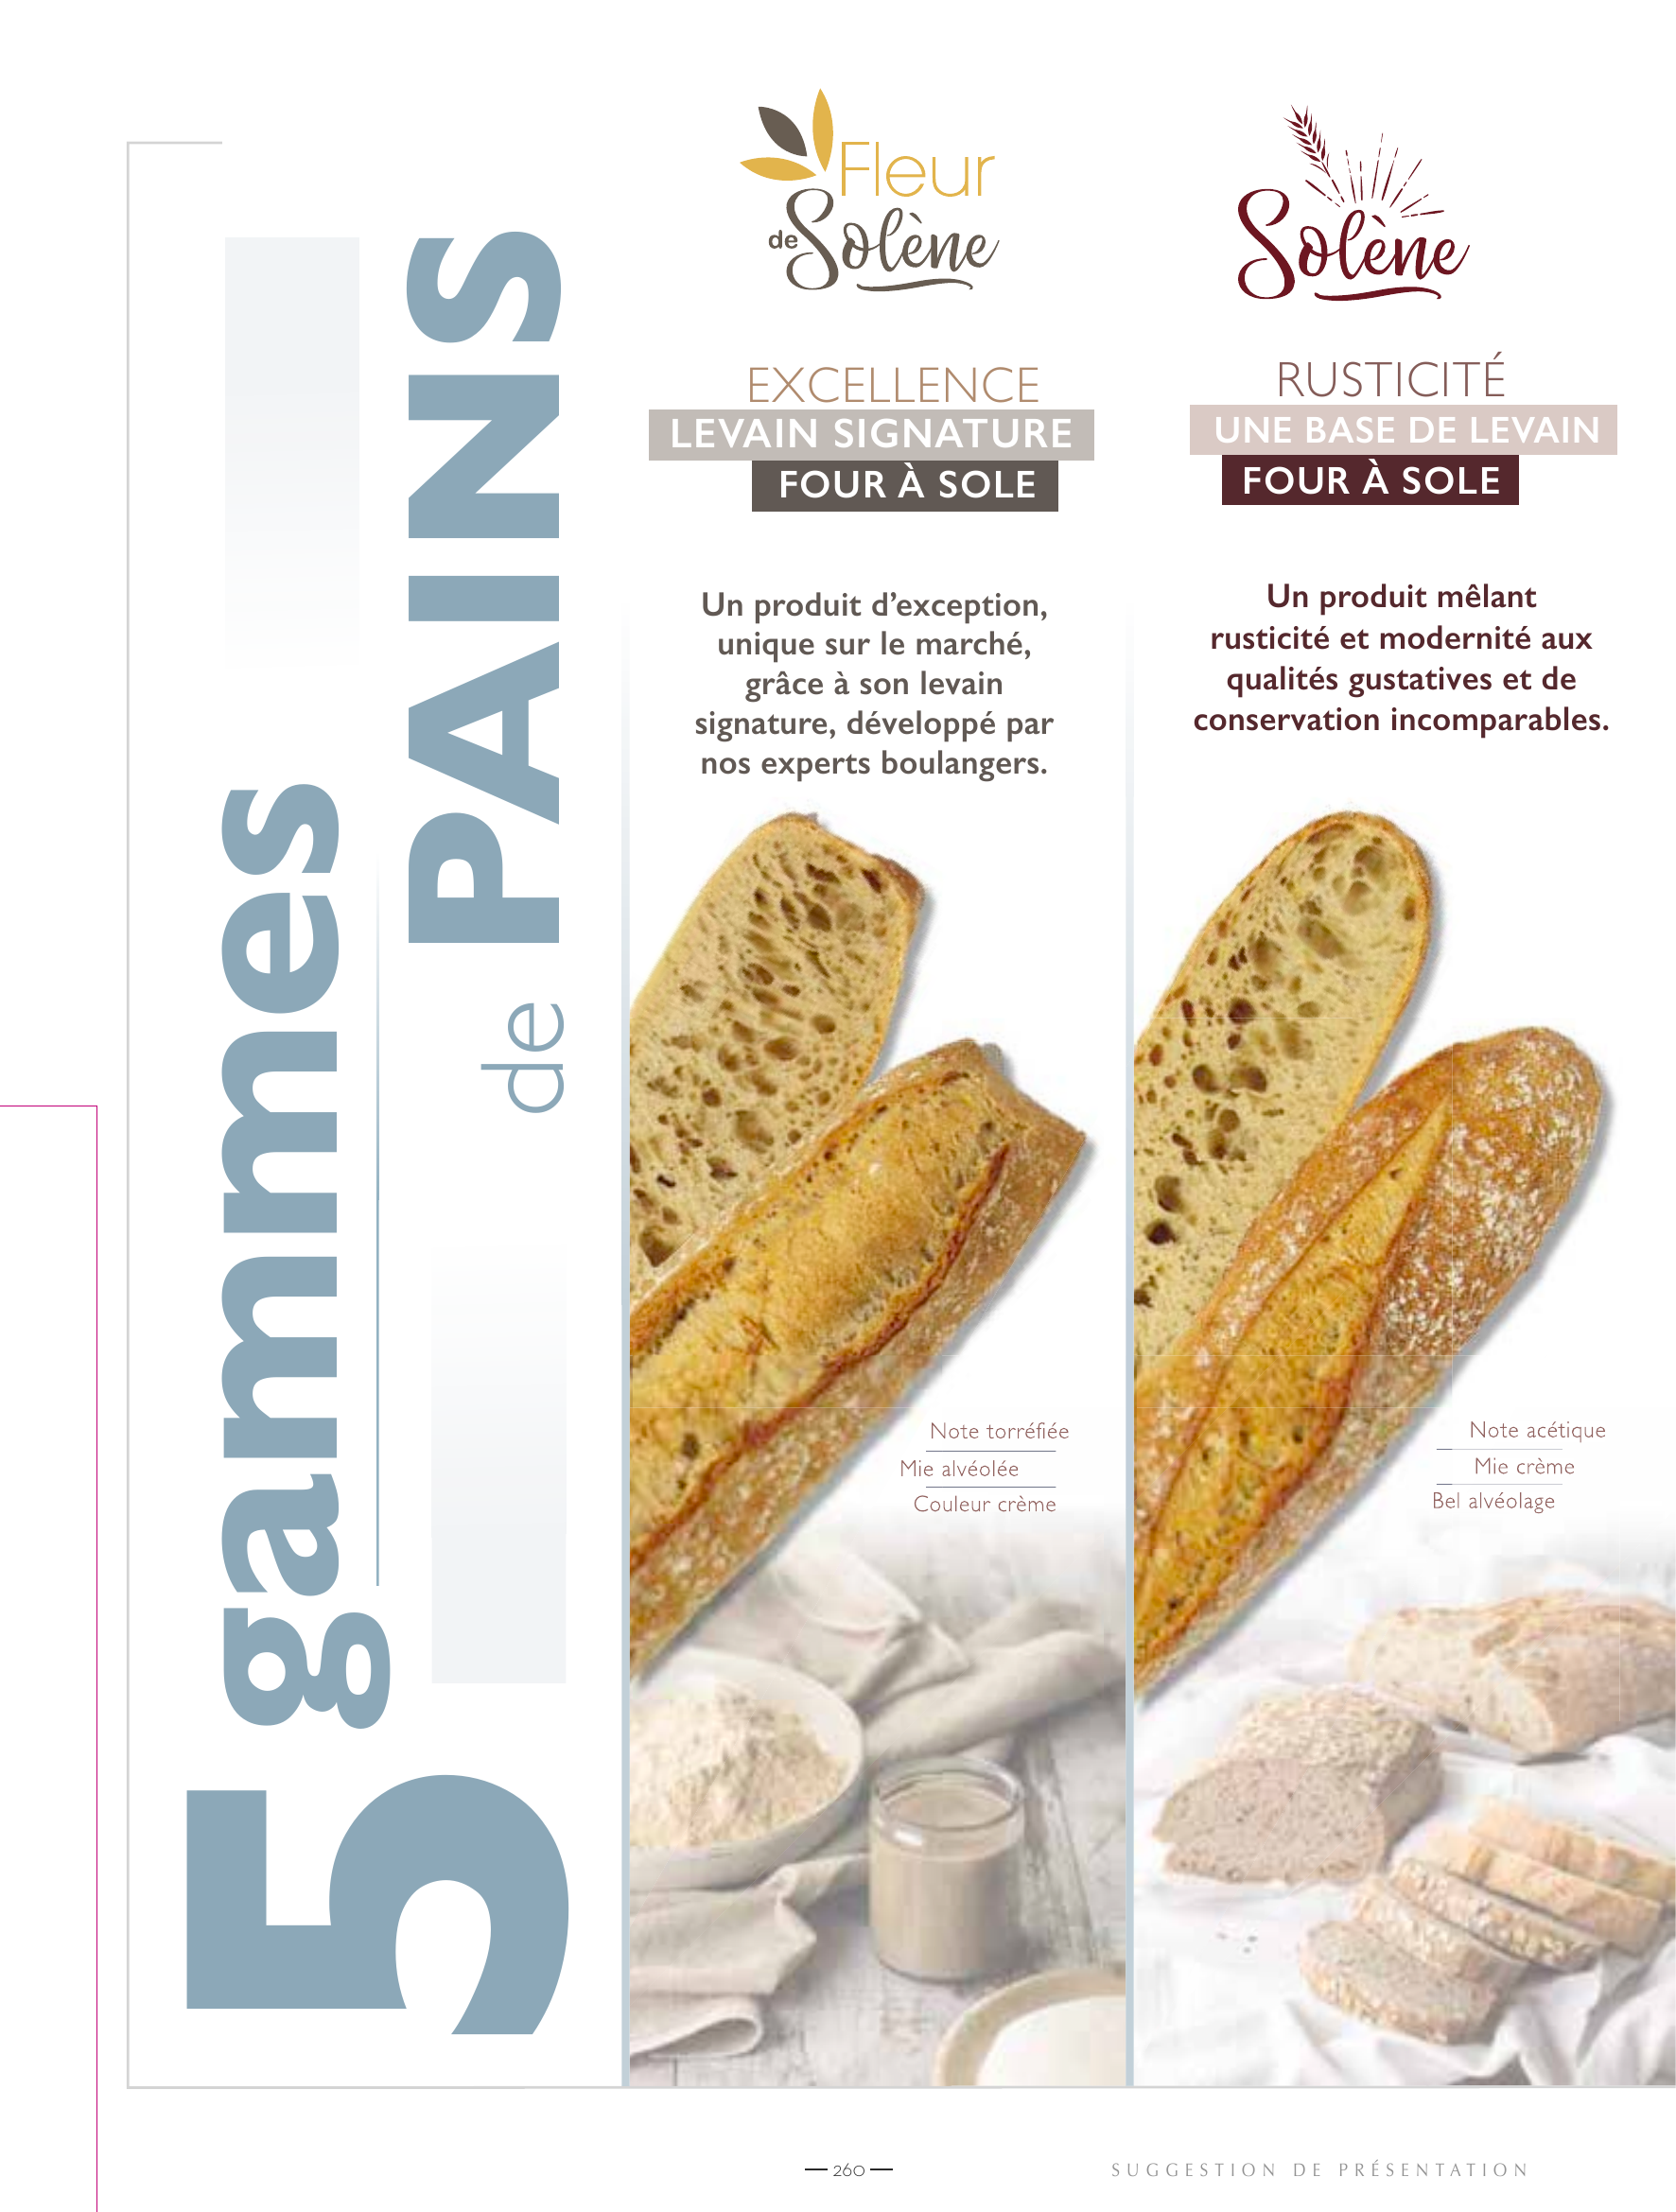 5 gammes
de PAINS
Fleur
de Solène
EXCELLENCE
LEVAIN SIGNATURE
FOUR À SOLE
Un produit d’exception,
unique sur le marché,
grâce à son levain
signature, développé par
nos experts boulangers.
Note torréfiée
Mie alvéolée
Couleur crème
Solène
RUSTICITÉ
UNE BASE DE LEVAIN
FOUR À SOLE
Un produit mêlant
rusticité et modernité aux
qualités gustatives et de
conservation incomparables.
Note acétique
Mie crème
Bel alvéolage
260
SUGGESTION DE PRÉSENTATION